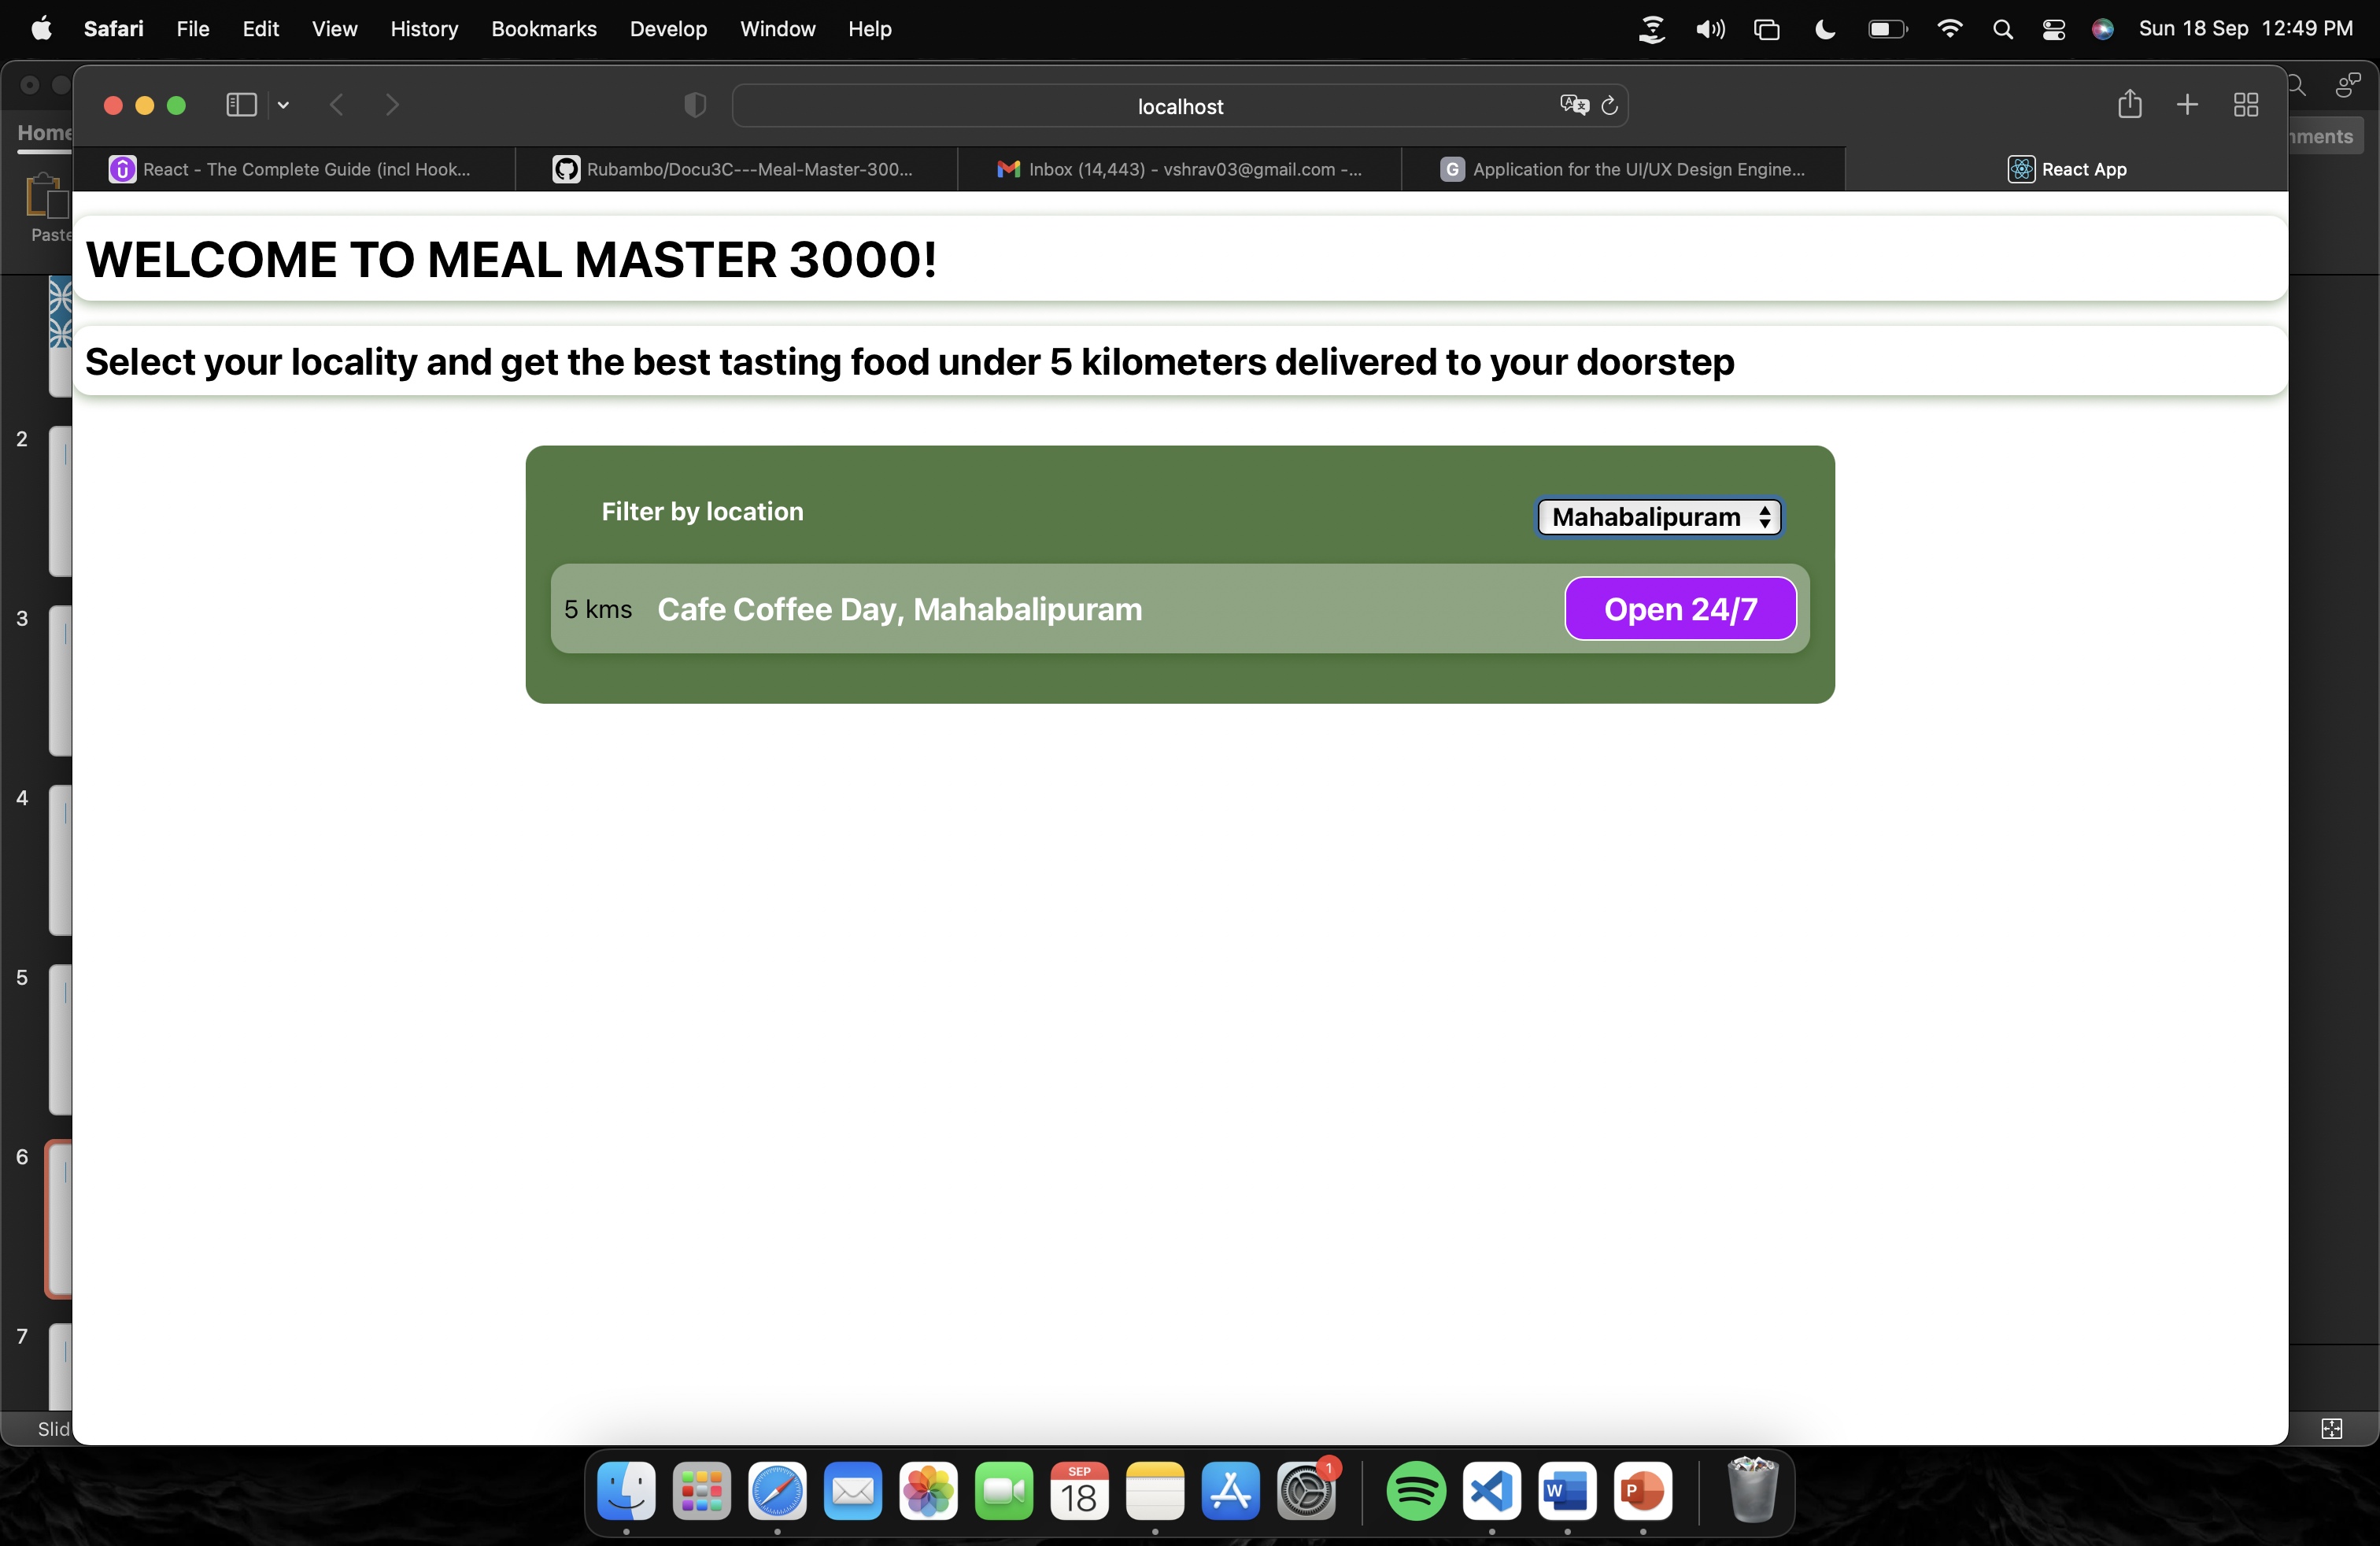 Safari File Edit View History Bookmarks Develop Window Help Sun 18 Sep 12:49 PM
localhost
Home
Paste
React - The Complete Guide (incl Hook... Rubambo/Docu3C---Meal-Master-300... Inbox (14,443) - vshrav03@gmail.com -... G Application for the UI/UX Design Engine... React App
WELCOME TO MEAL MASTER 3000!
Select your locality and get the best tasting food under 5 kilometers delivered to your doorstep
Filter by location Mahabalipuram
5 kms Cafe Coffee Day, Mahabalipuram Open 24/7
2
3
4
5
6
7
SEP
18
1
W
P